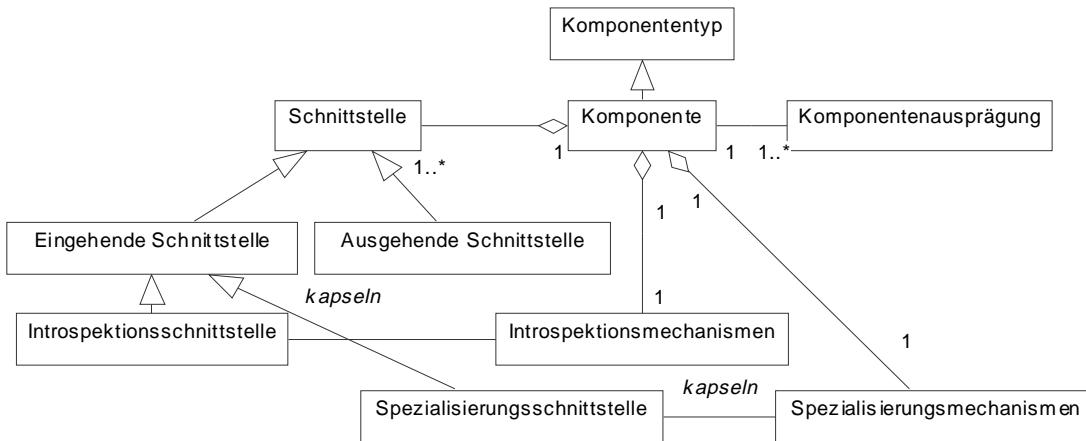 Komponententyp
Schnittstelle
Komponente
Komponentenausprägung
1
1
1..*
1..*
1
1
Eingehende Schnittstelle
Ausgehende Schnittstelle
kapseln
1
Introspektionsschnittstelle
Introspektionsmechanismen
1
kapseln
Spezialisierungsschnittstelle
Spezialisierungsmechanismen